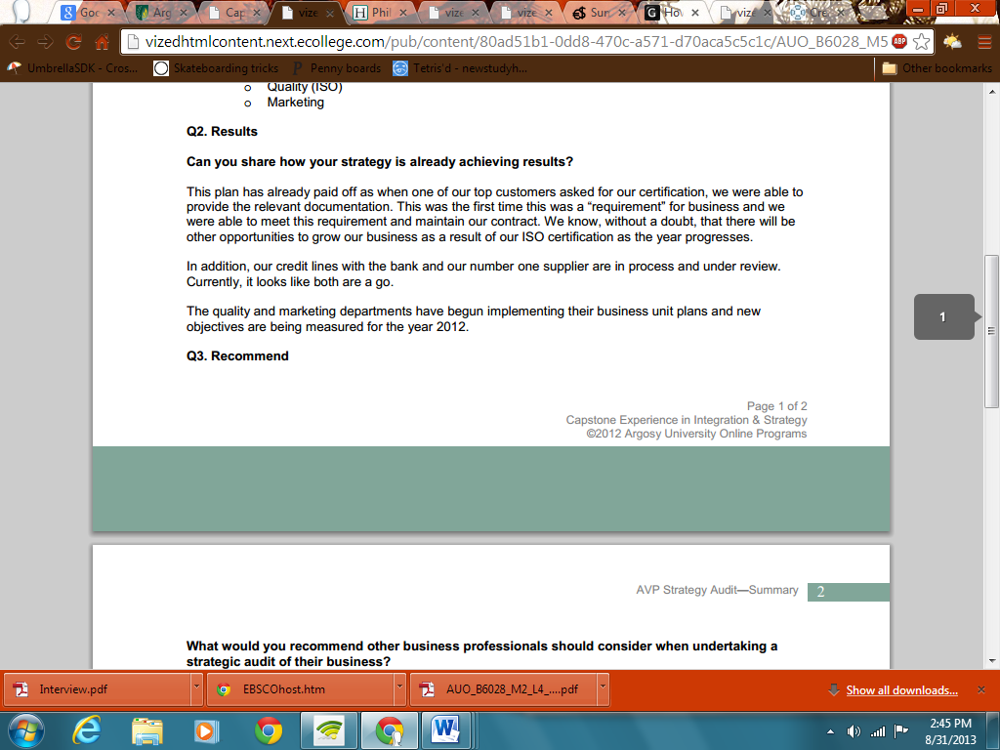 Goo
Arg
Cap
vize
Phil
vize
vize
Sun
Ho
vize
Cre
vizedhtmlcontent.next.ecollege.com/pub/content/80ad51b1-0dd8-470c-a571-d70aca5c5c1c/AUO_B6028_M5
ABP
UmbrellaSDK - Cros...
Skateboarding tricks
Penny boards
Tetris'd - newstudyh...
Other bookmarks
o Quality (ISO)
o Marketing
Q2. Results
Can you share how your strategy is already achieving results?
This plan has already paid off as when one of our top customers asked for our certification, we were able to
provide the relevant documentation. This was the first time this was a “requirement” for business and we
were able to meet this requirement and maintain our contract. We know, without a doubt, that there will be
other opportunities to grow our business as a result of our ISO certification as the year progresses.
In addition, our credit lines with the bank and our number one supplier are in process and under review.
Currently, it looks like both are a go.
The quality and marketing departments have begun implementing their business unit plans and new
objectives are being measured for the year 2012.
1
Q3. Recommend
Page 1 of 2
Capstone Experience in Integration & Strategy
©2012 Argosy University Online Programs
AVP Strategy Audit—Summary 2
What would you recommend other business professionals should consider when undertaking a
strategic audit of their business?
Interview.pdf
EBSCOhost.htm
AUO_B6028_M2_L4_....pdf
Show all downloads...
2:45 PM
8/31/2013